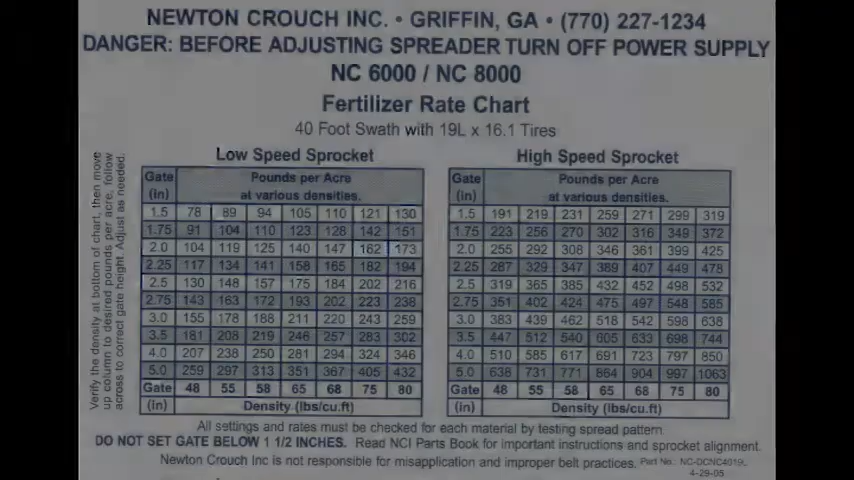 NEWTON CROUCH INC. • GRIFFIN, GA • (770) 227-1234
DANGER: BEFORE ADJUSTING SPREADER TURN OFF POWER SUPPLY
NC 6000 / NC 8000
Fertilizer Rate Chart
40 Foot Swath with 19L x 16.1 Tires
Verify the density at bottom of chart, then move
up column to desired pounds per acre, follow
across to correct gate height. Adjust as needed.
Low Speed Sprocket
Gate Pounds per Acre
(in) at various densities.
1.5 78 89 94 105 110 121 130
1.75 91 104 110 123 128 142 151
2.0 104 119 125 140 147 162 173
2.25 117 134 141 158 165 182 194
2.5 130 148 157 175 184 202 216
2.75 143 163 172 193 202 223 238
3.0 155 178 188 211 220 243 259
3.5 181 208 219 246 257 283 302
4.0 207 238 250 281 294 324 346
5.0 259 297 313 351 367 405 432
Gate 48 55 58 65 68 75 80
(in) Density (lbs/cu.ft)
High Speed Sprocket
Gate Pounds per Acre
(in) at various densities.
1.5 191 219 231 259 271 299 319
1.75 223 256 270 302 316 349 372
2.0 255 292 308 346 361 399 425
2.25 287 329 347 389 407 449 478
2.5 319 365 385 432 452 498 532
2.75 351 402 424 475 497 548 585
3.0 383 439 462 518 542 598 638
3.5 447 512 540 605 633 698 744
4.0 510 585 617 691 723 797 850
5.0 638 731 771 864 904 997 1063
Gate 48 55 58 65 68 75 80
(in) Density (lbs/cu.ft)
All settings and rates must be checked for each material by testing spread pattern.
DO NOT SET GATE BELOW 1 1/2 INCHES. Read NCI Parts Book for important instructions and sprocket alignment.
Newton Crouch Inc is not responsible for misapplication and improper belt practices. Part No. NC-DCNC4019L
4-29-05